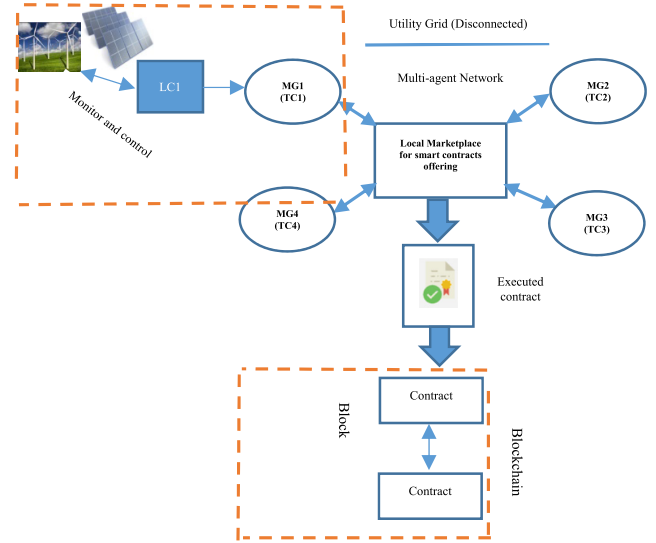 Utility Grid (Disconnected)
Multi-agent Network
LC1
Monitor and control
MG1
(TC1)
MG2
(TC2)
Local Marketplace
for smart contracts
offering
MG4
(TC4)
MG3
(TC3)
Executed
contract
Contract
Block
Blockchain
Contract